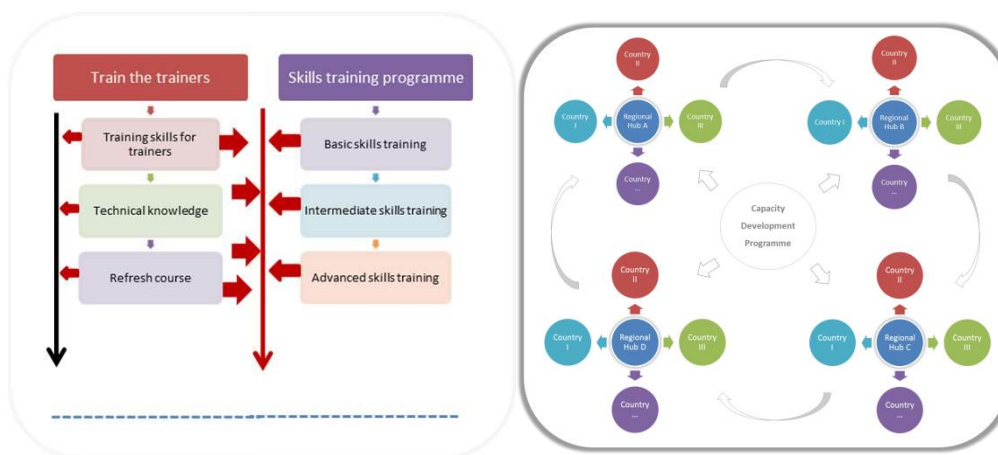 Train the trainers
Skills training programme
Training skills for
trainers
Basic skills training
Technical knowledge
Intermediate skills training
Refresh course
Advanced skills training
Country
II
Country
I
Regional
Hub A
Country
III
Country
...
Country
II
Country I
Regional
Hub B
Country
III
Country
...
Capacity
Development
Programme
Country
II
Country
I
Regional
Hub D
Country
III
Country
...
Country
II
Country
I
Regional
Hub C
Country
III
Country
...